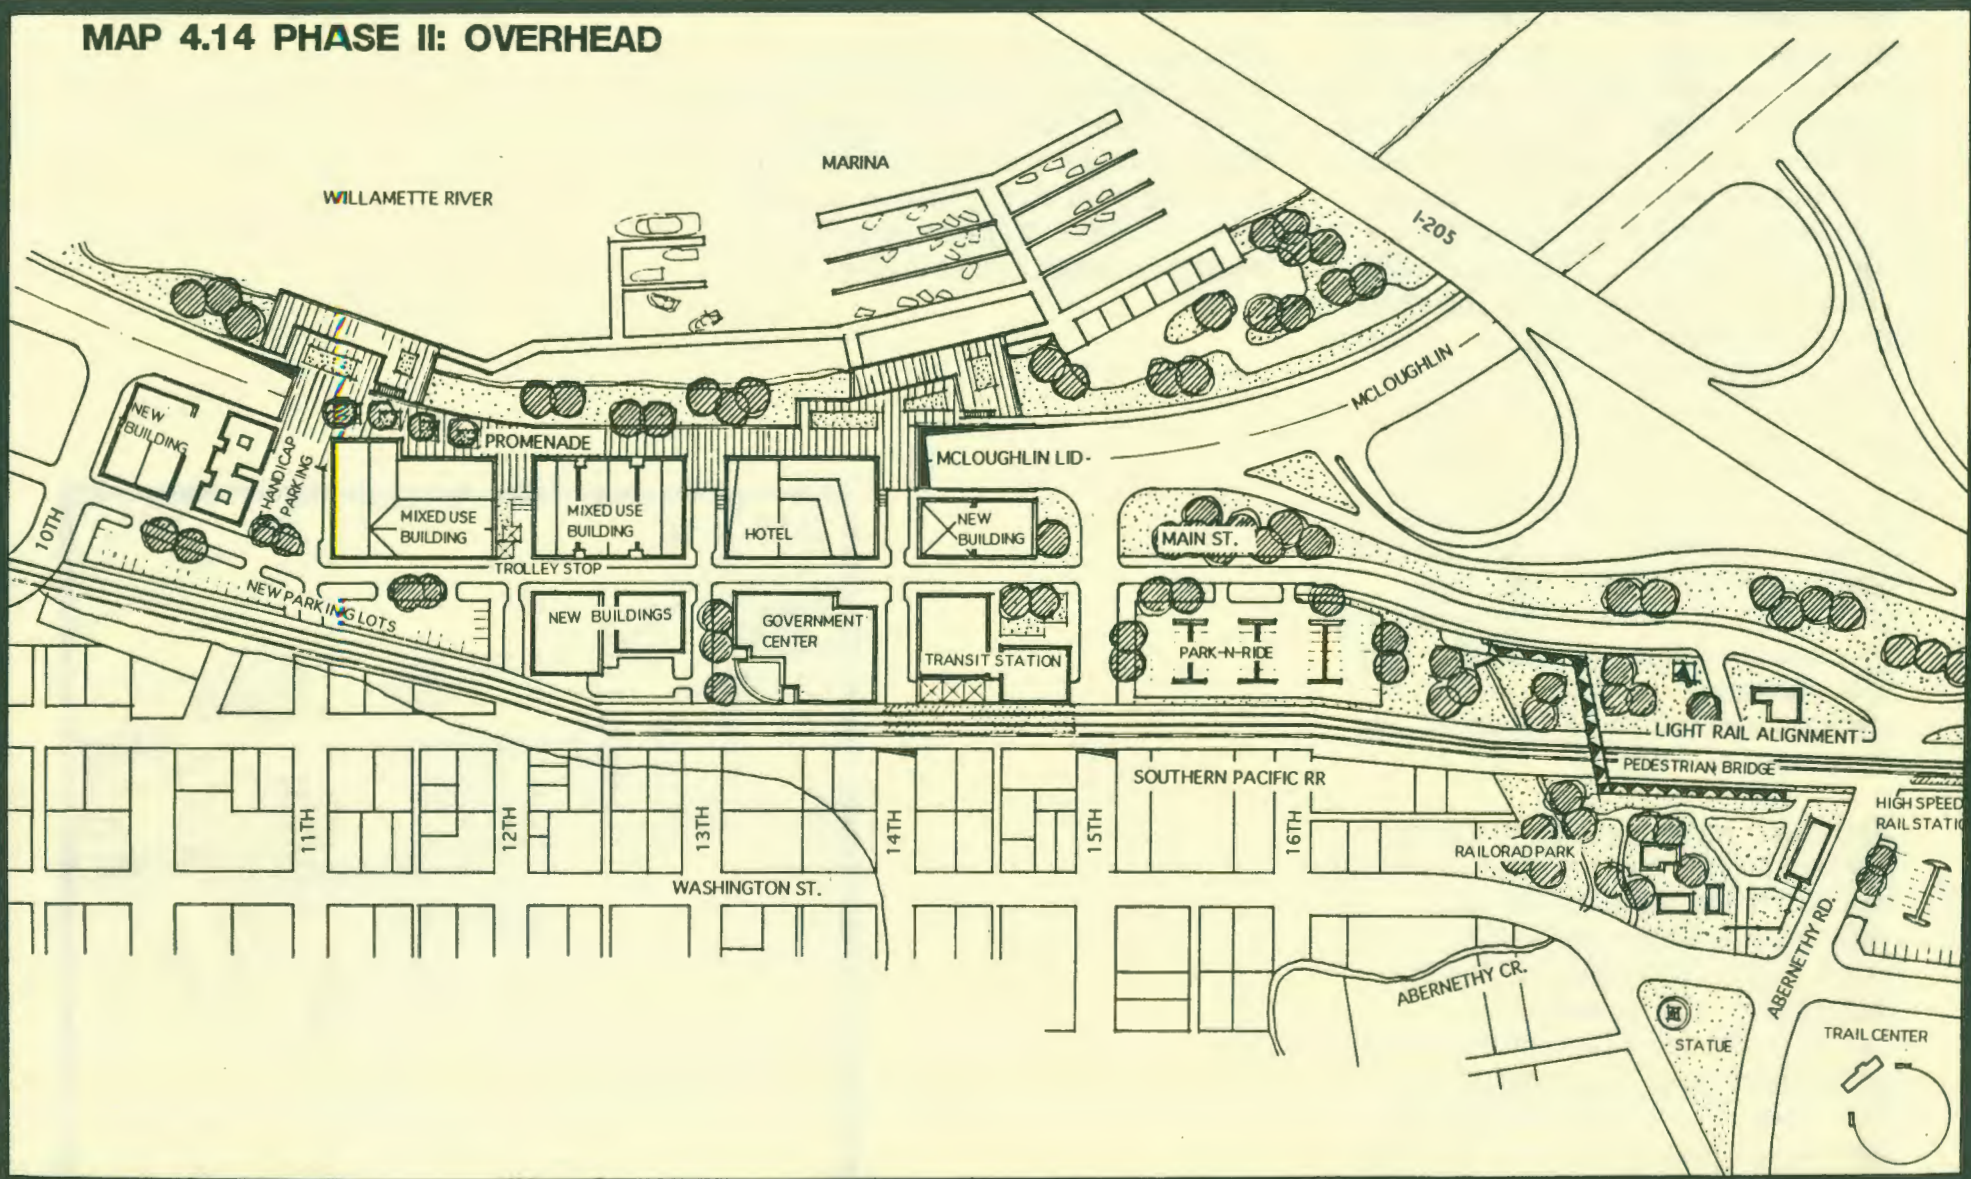 MAP 4.14 PHASE II: OVERHEAD
MARINA
WILLAMETTE RIVER
I-205
MCLOUGHLIN
NEW
BUILDING
HANDICAP
PARKING
PROMENADE
MCLOUGHLIN LID
10TH
MIXED USE
BUILDING
MIXED USE
BUILDING
HOTEL
NEW
BUILDING
MAIN ST.
TROLLEY STOP
NEW PARKING LOTS
NEW BUILDINGS
GOVERNMENT
CENTER
TRANSIT STATION
PARK-N-RIDE
LIGHT RAIL ALIGNMENT
PEDESTRIAN BRIDGE
SOUTHERN PACIFIC RR
HIGH SPEED
RAIL STATIO
11TH
12TH
13TH
14TH
15TH
16TH
RAILORAD PARK
WASHINGTON ST.
ABERNETHY RD.
ABERNETHY CR.
STATUE
TRAIL CENTER